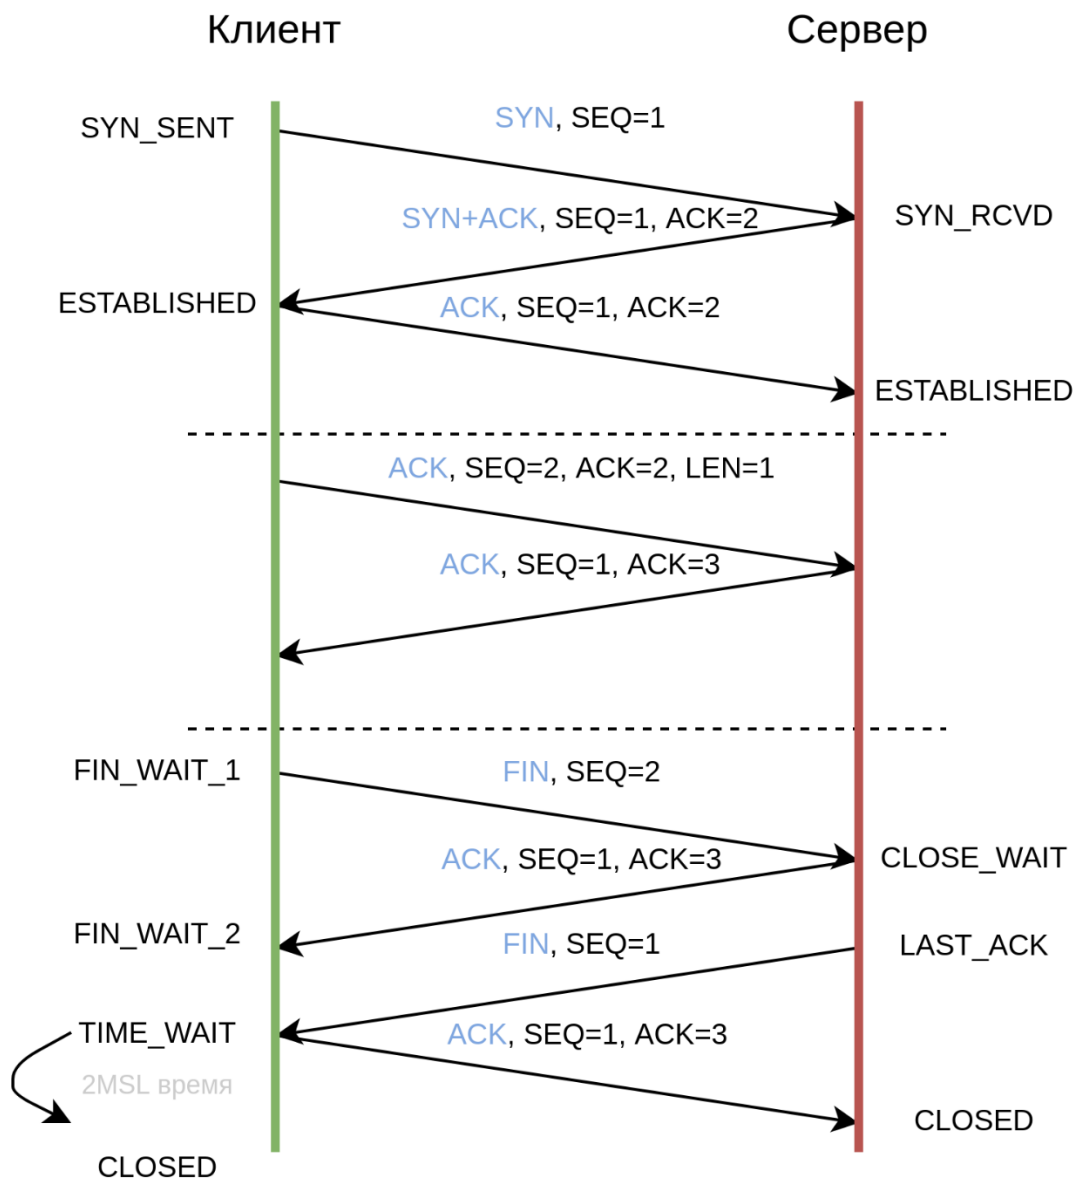 Клиент
Сервер
SYN_SENT
SYN, SEQ=1
SYN_RCVD
SYN+ACK, SEQ=1, ACK=2
ESTABLISHED
ACK, SEQ=1, ACK=2
ESTABLISHED
ACK, SEQ=2, ACK=2, LEN=1
ACK, SEQ=1, ACK=3
FIN_WAIT_1
FIN, SEQ=2
CLOSE_WAIT
ACK, SEQ=1, ACK=3
FIN_WAIT_2
FIN, SEQ=1
LAST_ACK
TIME_WAIT
ACK, SEQ=1, ACK=3
2MSL время
CLOSED
CLOSED